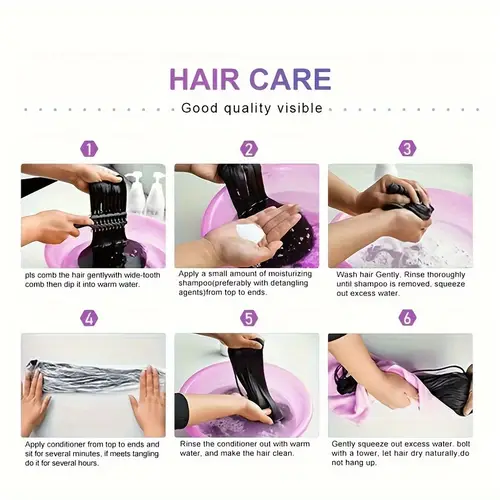 HAIR CARE
Good quality visible
1
2
3
pls comb the hair gentlywith wide-tooth
comb then dip it into warm water.
Apply a small amount of moisturizing
shampoo(preferably with detangling
agents)from top to ends.
Wash hair Gently, Rinse thoroughly
until shampoo is removed, squeeze
out excess water.
4
5
6
Apply conditioner from top to ends and
sit for several minutes, if meets tangling
do it for several hours.
Rinse the conditioner out with warm
water, and make the hair clean.
Gently squeeze out excess water. bolt
with a tower, let hair dry naturally,do
not hang up.